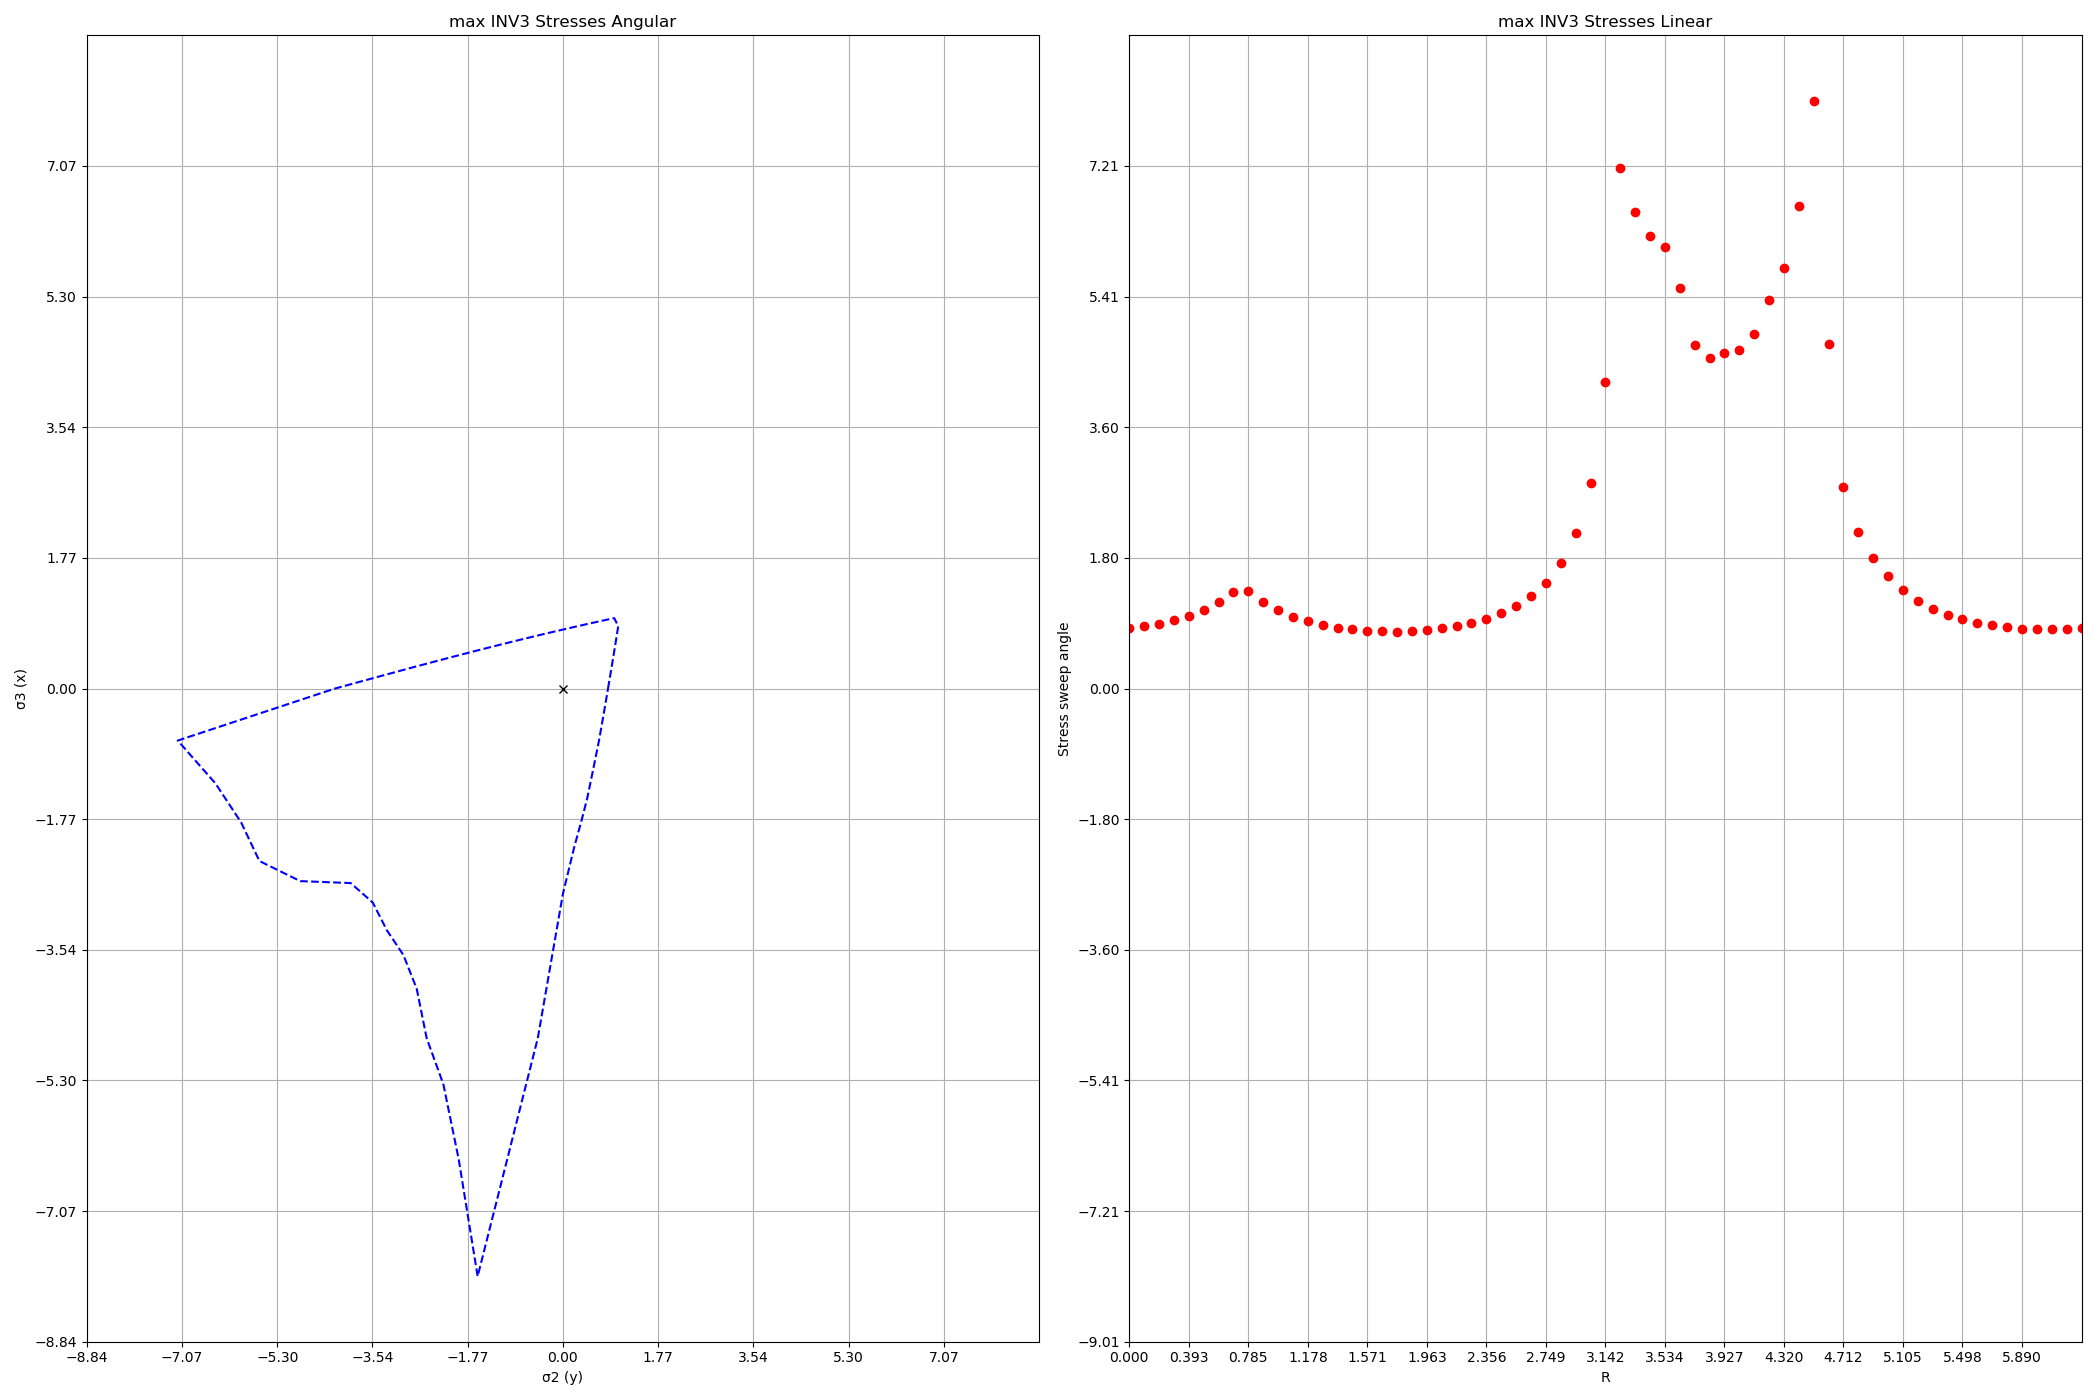 max INV3 Stresses Angular
σ3 (x)
7.07
5.30
3.54
1.77
0.00
−1.77
−3.54
−5.30
−7.07
−8.84
−8.84 −7.07 −5.30 −3.54 −1.77 0.00 1.77 3.54 5.30 7.07
σ2 (y)
max INV3 Stresses Linear
Stress sweep angle
7.21
5.41
3.60
1.80
0.00
−1.80
−3.60
−5.41
−7.21
−9.01
0.000 0.393 0.785 1.178 1.571 1.963 2.356 2.749 3.142 3.534 3.927 4.320 4.712 5.105 5.498 5.890
R